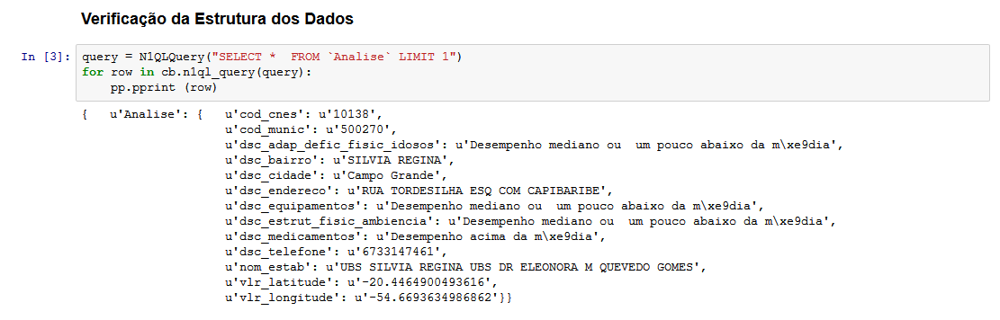 Verificação da Estrutura dos Dados
In [3]: query = N1QLQuery("SELECT *  FROM `Analise` LIMIT 1")
for row in cb.n1ql_query(query):
    pp.pprint (row)
{   u'Analise': {   u'cod_cnes': u'10138',
u'cod_munic': u'500270',
u'dsc_adap_defic_fisic_idosos': u'Desempenho mediano ou  um pouco abaixo da m\xe9dia',
u'dsc_bairro': u'SILVIA REGINA',
u'dsc_cidade': u'Campo Grande',
u'dsc_endereco': u'RUA TORDESILHA ESQ COM CAPIBARIBE',
u'dsc_equipamentos': u'Desempenho mediano ou  um pouco abaixo da m\xe9dia',
u'dsc_estrut_fisic_ambiencia': u'Desempenho mediano ou  um pouco abaixo da m\xe9dia',
u'dsc_medicamentos': u'Desempenho acima da m\xe9dia',
u'dsc_telefone': u'6733147461',
u'nom_estab': u'UBS SILVIA REGINA UBS DR ELEONORA M QUEVEDO GOMES',
u'vlr_latitude': u'-20.4464900493616',
u'vlr_longitude': u'-54.6693634986862'}}